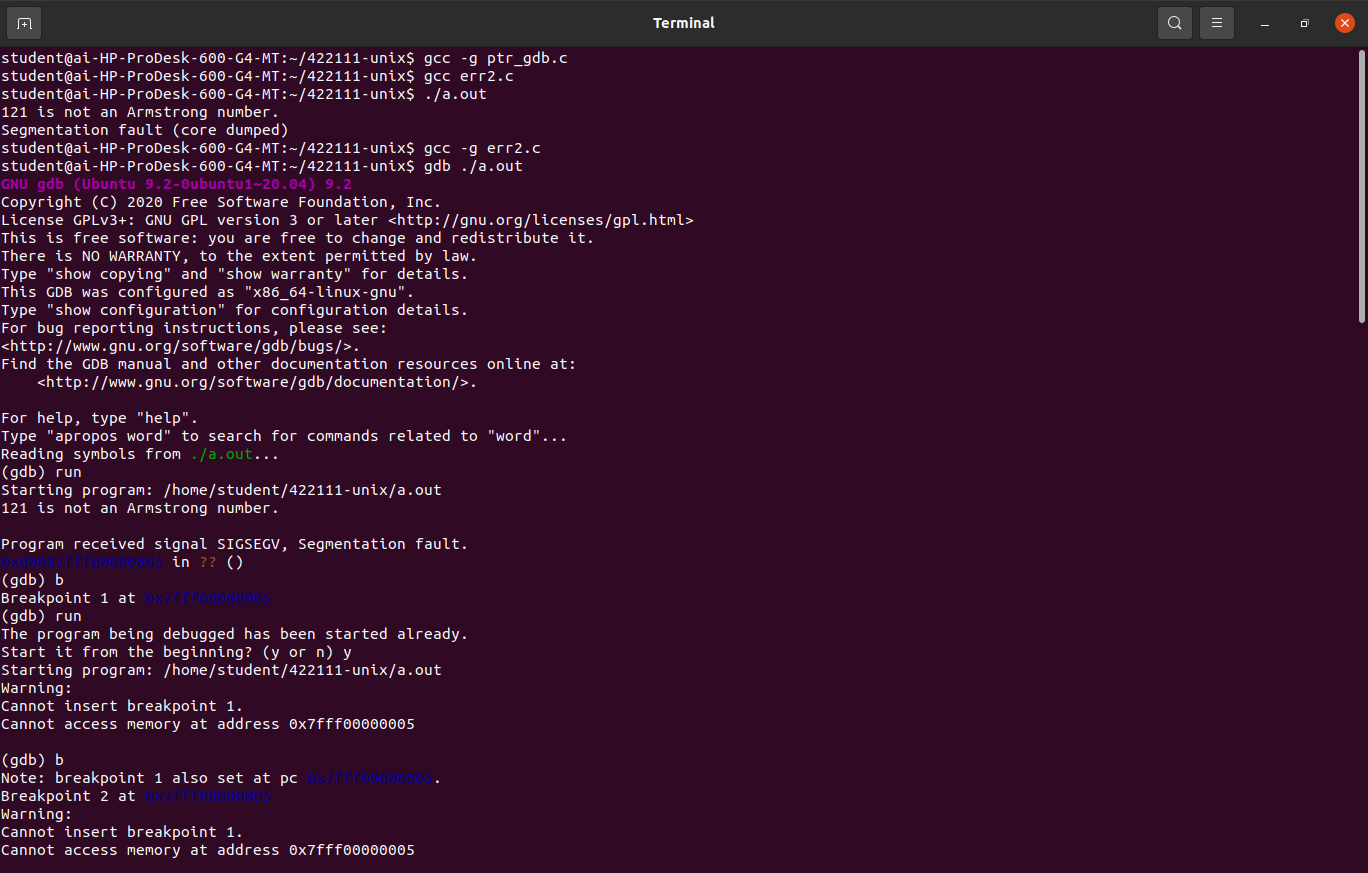 Terminal
student@ai-HP-ProDesk-600-G4-MT:~/422111-unix$ gcc -g ptr_gdb.c
student@ai-HP-ProDesk-600-G4-MT:~/422111-unix$ gcc err2.c
student@ai-HP-ProDesk-600-G4-MT:~/422111-unix$ ./a.out
121 is not an Armstrong number.
Segmentation fault (core dumped)
student@ai-HP-ProDesk-600-G4-MT:~/422111-unix$ gcc -g err2.c
student@ai-HP-ProDesk-600-G4-MT:~/422111-unix$ gdb ./a.out
GNU gdb (Ubuntu 9.2-0ubuntu1~20.04) 9.2
Copyright (C) 2020 Free Software Foundation, Inc.
License GPLv3+: GNU GPL version 3 or later <http://gnu.org/licenses/gpl.html>
This is free software: you are free to change and redistribute it.
There is NO WARRANTY, to the extent permitted by law.
Type "show copying" and "show warranty" for details.
This GDB was configured as "x86_64-linux-gnu".
Type "show configuration" for configuration details.
For bug reporting instructions, please see:
<http://www.gnu.org/software/gdb/bugs/>.
Find the GDB manual and other documentation resources online at:
    <http://www.gnu.org/software/gdb/documentation/>.

For help, type "help".
Type "apropos word" to search for commands related to "word"...
Reading symbols from ./a.out...
(gdb) run
Starting program: /home/student/422111-unix/a.out
121 is not an Armstrong number.

Program received signal SIGSEGV, Segmentation fault.
0x00007fff00000005 in ?? ()
(gdb) b
Breakpoint 1 at 0x7fff00000005
(gdb) run
The program being debugged has been started already.
Start it from the beginning? (y or n) y
Starting program: /home/student/422111-unix/a.out
Warning:
Cannot insert breakpoint 1.
Cannot access memory at address 0x7fff00000005

(gdb) b
Note: breakpoint 1 also set at pc 0x7fff00000005.
Breakpoint 2 at 0x7fff00000005
Warning:
Cannot insert breakpoint 1.
Cannot access memory at address 0x7fff00000005